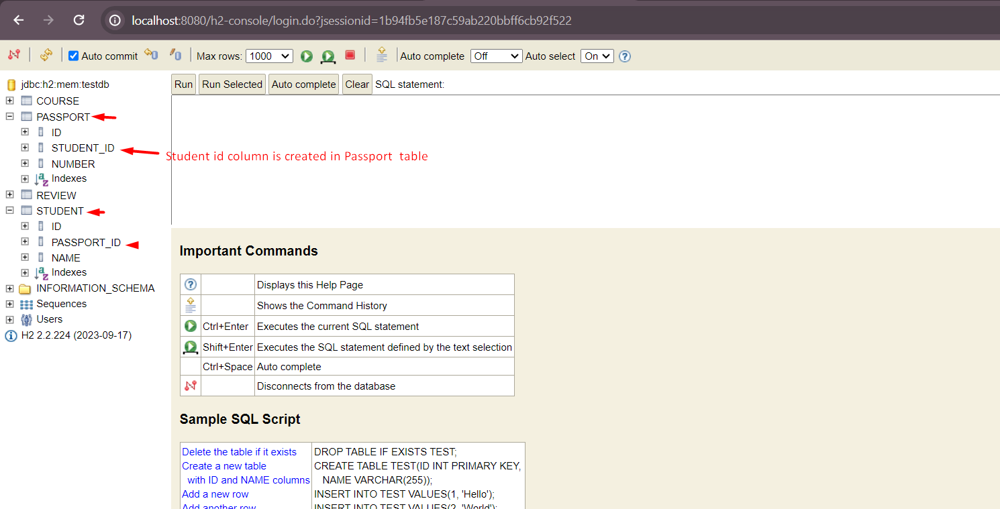 localhost:8080/h2-console/login.do?jsessionid=1b94fb5e187c59ab220bbff6cb92f522
Auto commit Max rows: 1000 Auto complete Off Auto select On
jdbc:h2:mem:testdb
COURSE
PASSPORT
ID
STUDENT_ID
NUMBER
Indexes
REVIEW
STUDENT
ID
PASSPORT_ID
NAME
Indexes
INFORMATION_SCHEMA
Sequences
Users
H2 2.2.224 (2023-09-17)
Run Run Selected Auto complete Clear SQL statement:
Student id column is created in Passport table
Important Commands
Displays this Help Page
Shows the Command History
Ctrl+Enter Executes the current SQL statement
Shift+Enter Executes the SQL statement defined by the text selection
Ctrl+Space Auto complete
Disconnects from the database
Sample SQL Script
Delete the table if it exists DROP TABLE IF EXISTS TEST;
Create a new table CREATE TABLE TEST(ID INT PRIMARY KEY,
with ID and NAME columns NAME VARCHAR(255));
Add a new row INSERT INTO TEST VALUES(1, 'Hello');
Add another row INSERT INTO TEST VALUES(2, 'World');